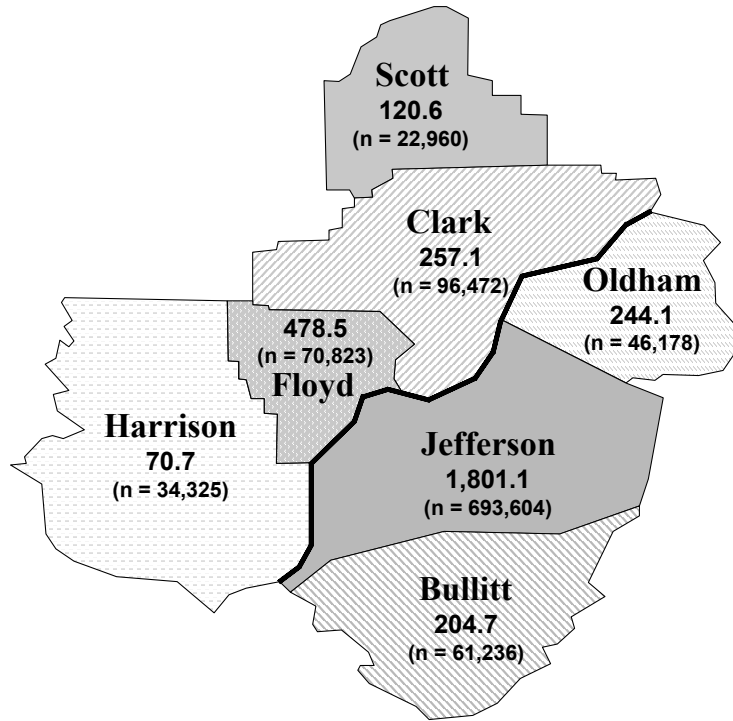 Scott
120.6
(n = 22,960)
Clark
257.1
(n = 96,472)
Oldham
244.1
(n = 46,178)
478.5
(n = 70,823)
Floyd
Harrison
70.7
(n = 34,325)
Jefferson
1,801.1
(n = 693,604)
Bullitt
204.7
(n = 61,236)